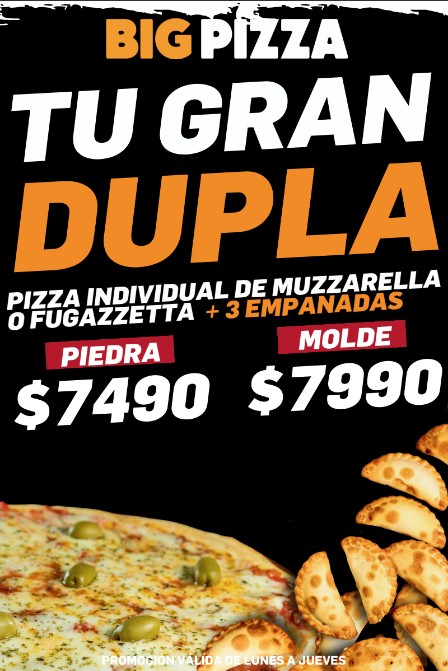 BIG PIZZA
TU GRAN
DUPLA
PIZZA INDIVIDUAL DE MUZZARELLA
O FUGAZZETTA + 3 EMPANADAS
PIEDRA
$7490
MOLDE
$7990
PROMOCIÓN VÁLIDA DE LUNES A JUEVES